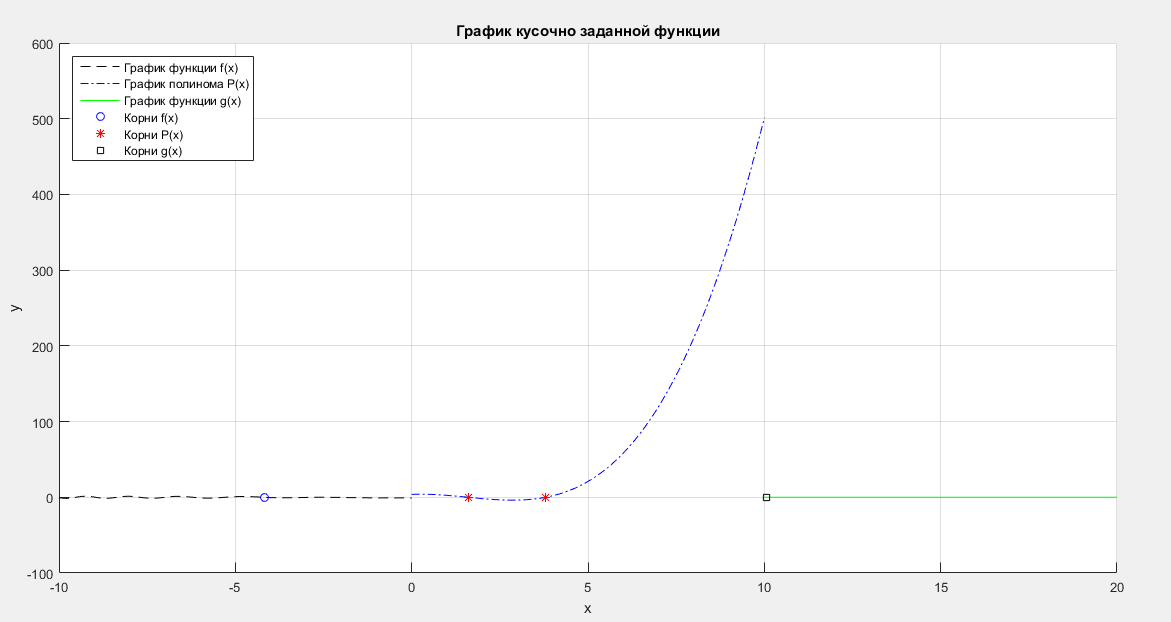 График кусочно заданной функции
600
График функции f(x)
График полинома P(x)
График функции g(x)
Корни f(x)
Корни P(x)
Корни g(x)
500
400
300
y
200
100
0
-100
-10 -5 0 5 10 15 20
x